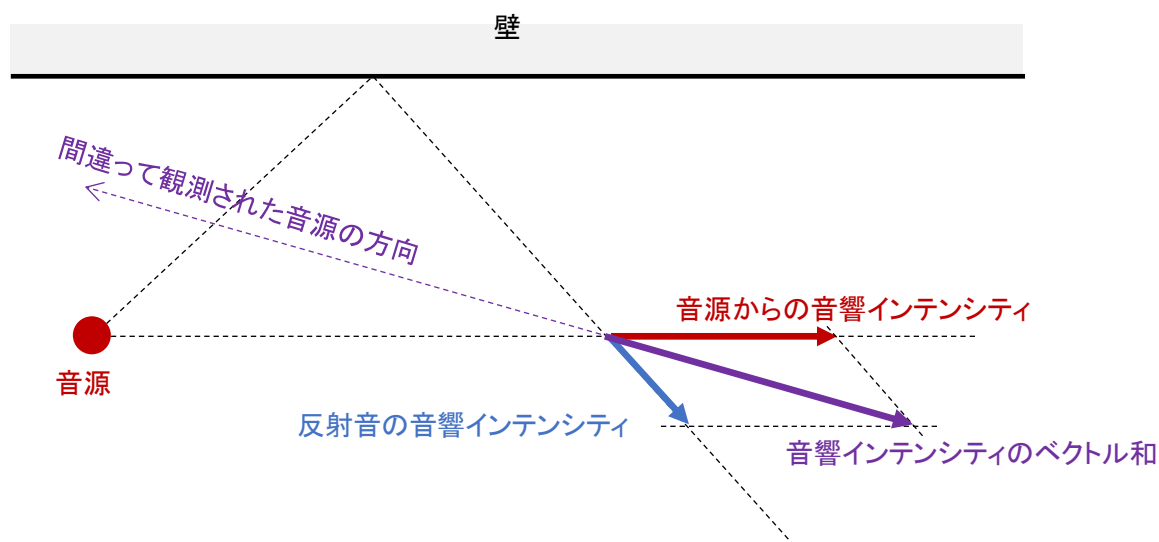 壁
間違って観測された音源の方向
音源からの音響インテンシティ
音源
反射音の音響インテンシティ
音響インテンシティのベクトル和